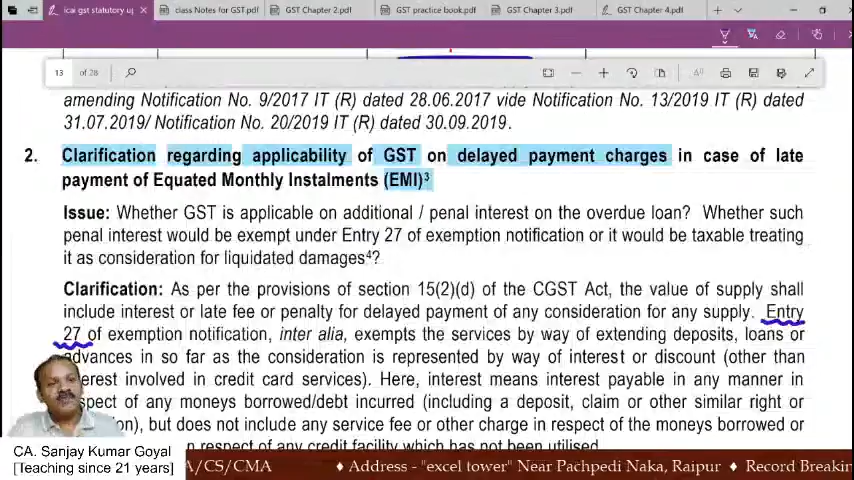 icai gst statutory up
class Notes for GST.pdf
GST Chapter 2.pdf
GST practice book.pdf
GST Chapter 3.pdf
GST Chapter 4.pdf
13 of 28
amending Notification No. 9/2017 IT (R) dated 28.06.2017 vide Notification No. 13/2019 IT (R) dated
31.07.2019/ Notification No. 20/2019 IT (R) dated 30.09.2019.
2. Clarification regarding applicability of GST on delayed payment charges in case of late
payment of Equated Monthly Instalments (EMI)³
Issue: Whether GST is applicable on additional / penal interest on the overdue loan? Whether such
penal interest would be exempt under Entry 27 of exemption notification or it would be taxable treating
it as consideration for liquidated damages⁴?
Clarification: As per the provisions of section 15(2)(d) of the CGST Act, the value of supply shall
include interest or late fee or penalty for delayed payment of any consideration for any supply. Entry
27 of exemption notification, inter alia, exempts the services by way of extending deposits, loans or
advances in so far as the consideration is represented by way of interest or discount (other than
terest involved in credit card services). Here, interest means interest payable in any manner in
spect of any moneys borrowed/debt incurred (including a deposit, claim or other similar right or
on), but does not include any service fee or other charge in respect of the moneys borrowed or
n respect of any credit facility which has not been utilised.
CA. Sanjay Kumar Goyal
[Teaching since 21 years]
A/CS/CMA ♦ Address - "excel tower" Near Pachpedi Naka, Raipur ♦ Record Breakin